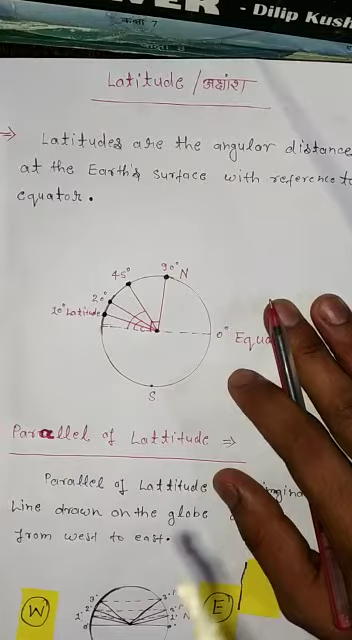 - Dilip Kush
कक्षा 7
Latitude / अक्षांश
⇒ Latitudes are the angular distance
at the Earth's surface with reference to
equator.
90° N
45°
20°
10° Latitude
0° Equa
S
Parallel of Lattitude ⇒
Parallel of Lattitude
Line drawn on the globe
from west to east.
W
E